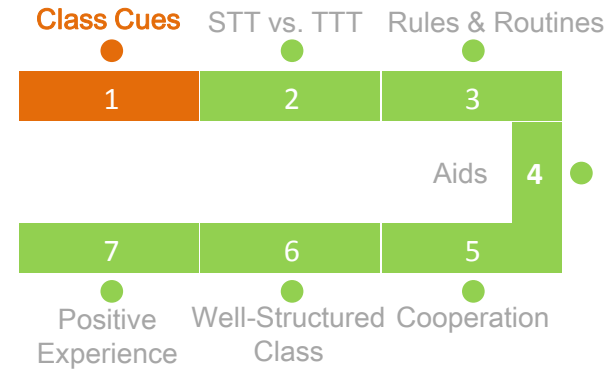 Class Cues
STT vs. TTT
Rules & Routines
1
2
3
Aids
4
7
6
5
Positive
Experience
Well-Structured
Class
Cooperation